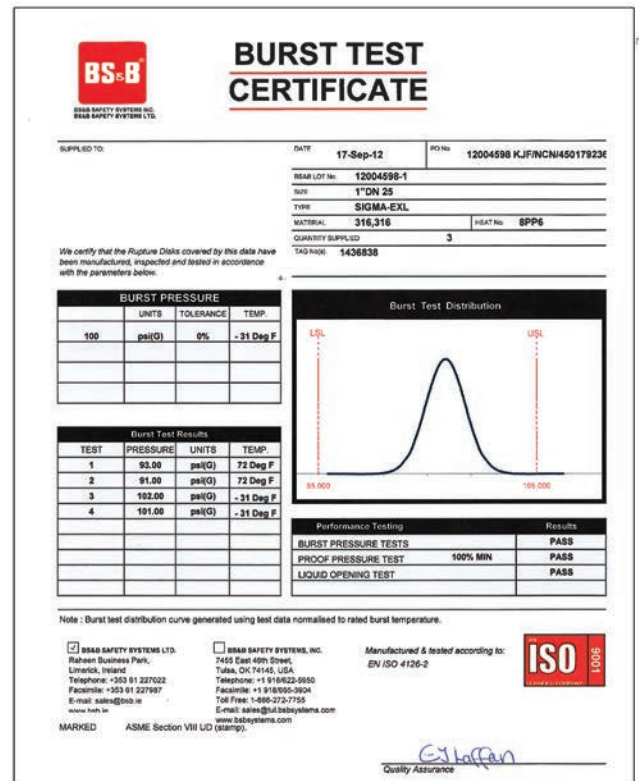 BS&B
BS&B SAFETY SYSTEMS INC.
BS&B SAFETY SYSTEMS LTD.
BURST TEST
CERTIFICATE
SUPPLIED TO:
DATE 17-Sep-12 PO No 12004598 KJF/NCN/450179236
BS&B LOT No. 12004598-1
SIZE 1"DN 25
TYPE SIGMA-EXL
MATERIAL 316,316 HEAT No. 8PP6
QUANTITY SUPPLIED 3
TAG No(s). 1436838
We certify that the Rupture Disks covered by this data have
been manufactured, inspected and tested in accordance
with the parameters below.
BURST PRESSURE
UNITS TOLERANCE TEMP.
100 psi(G) 0% - 31 Deg F
Burst Test Distribution
LSL USL
95.000 105.000
Burst Test Results
TEST PRESSURE UNITS TEMP.
1 93.00 psi(G) 72 Deg F
2 91.00 psi(G) 72 Deg F
3 102.00 psi(G) - 31 Deg F
4 101.00 psi(G) - 31 Deg F
Performance Testing Results
BURST PRESSURE TESTS PASS
PROOF PRESSURE TEST 100% MIN PASS
LIQUID OPENING TEST PASS
Note : Burst test distribution curve generated using test data normalised to rated burst temperature.
BS&B SAFETY SYSTEMS LTD.
Raheen Business Park,
Limerick, Ireland
Telephone: +353 61 227022
Facsimile: +353 61 227987
E-mail: sales@bsb.ie
www.bsb.ie
BS&B SAFETY SYSTEMS, INC.
7455 East 46th Street,
Tulsa, OK 74145, USA
Telephone: +1 918/622-5950
Facsimile: +1 918/665-3904
Toll Free: 1-888-272-7755
E-mail: sales@tul.bsbsystems.com
www.bsbsystems.com
Manufactured & tested according to:
EN ISO 4126-2
ISO 9001
MARKED ASME Section VIII UD (stamp).
Quality Assurance